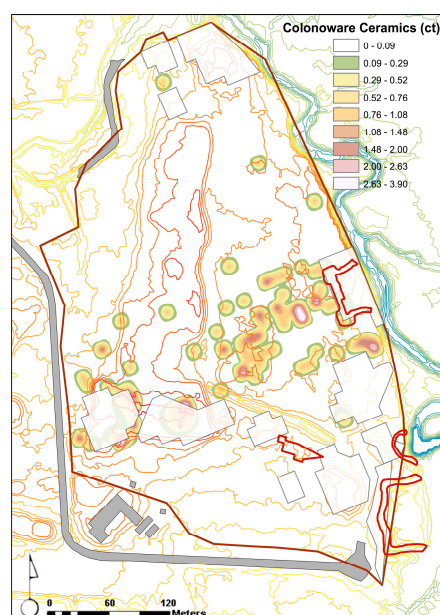 Colonoware Ceramics (ct)
0 - 0.09
0.09 - 0.29
0.29 - 0.52
0.52 - 0.76
0.76 - 1.08
1.08 - 1.48
1.48 - 2.00
2.00 - 2.63
2.63 - 3.90
0 60 120
Meters